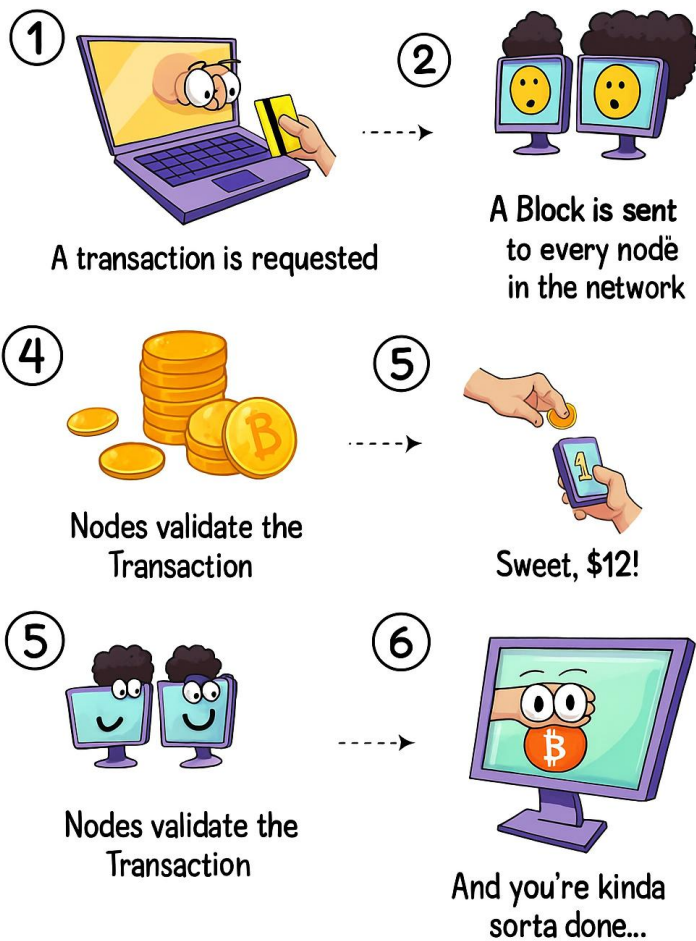 1
A transaction is requested
2
A Block is sent
to every nodë
in the network
4
Nodes validate the
Transaction
5
1
Sweet, $12!
5
Nodes validate the
Transaction
6
And you're kinda
sorta done...